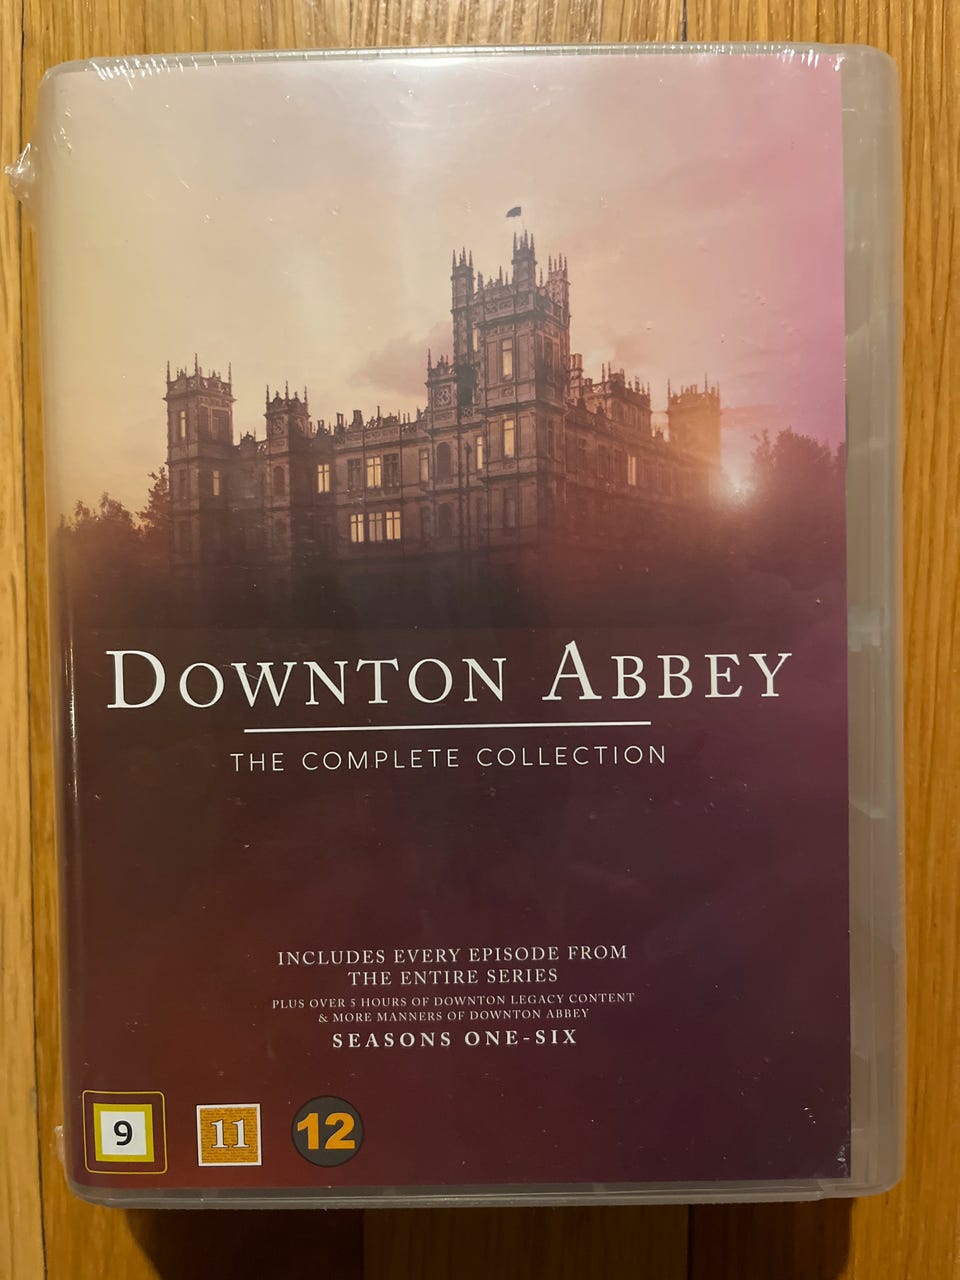 DOWNTON ABBEY
THE COMPLETE COLLECTION
INCLUDES EVERY EPISODE FROM
THE ENTIRE SERIES
PLUS OVER 5 HOURS OF DOWNTON LEGACY CONTENT
& MORE MANNERS OF DOWNTON ABBEY
SEASONS ONE-SIX
9 11 12